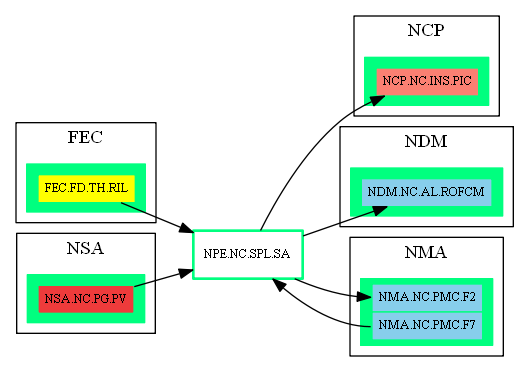 NCP
NCP.NC.INS.PIC
FEC
FEC.FD.TH.RIL
NDM
NDM.NC.AL.ROFCM
NSA
NSA.NC.PG.PV
NPE.NC.SPL.SA
NMA
NMA.NC.PMC.F2
NMA.NC.PMC.F7